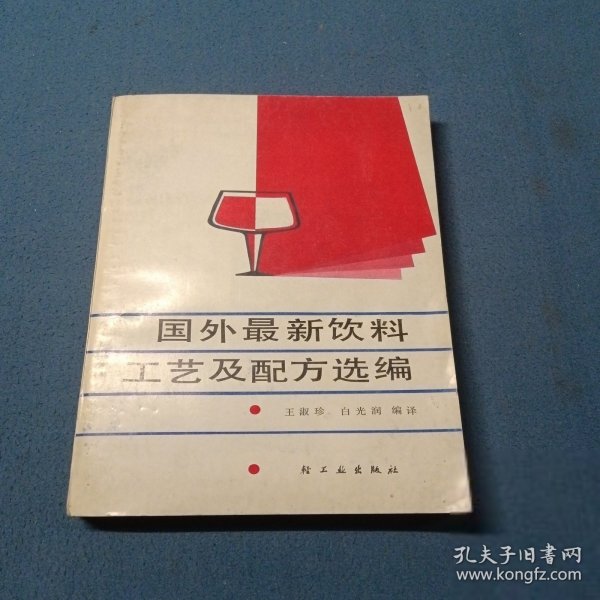 国外最新饮料
工艺及配方选编
王淑珍 白光润 编译
轻工业出版社
孔夫子旧书网
www.kongfz.com